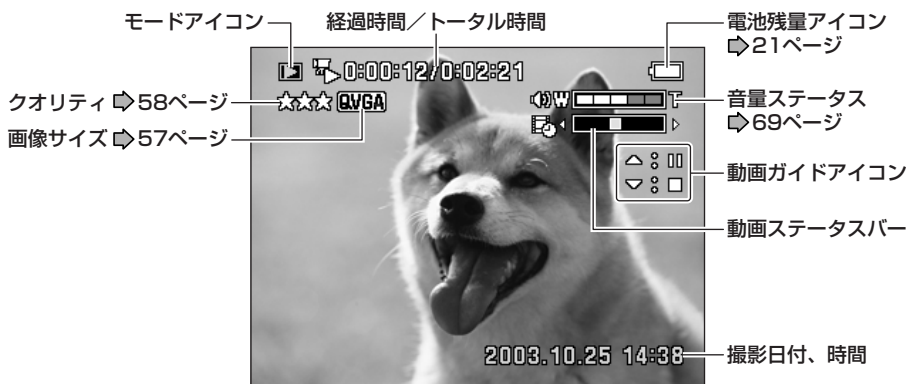 モードアイコン
経過時間／トータル時間
電池残量アイコン
⇨21ページ
0:00:12/0:02:21
クオリティ ⇨58ページ
★★★ QVGA
画像サイズ ⇨57ページ
W T
音量ステータス
⇨69ページ
動画ガイドアイコン
動画ステータスバー
2003.10.25 14:38
撮影日付、時間